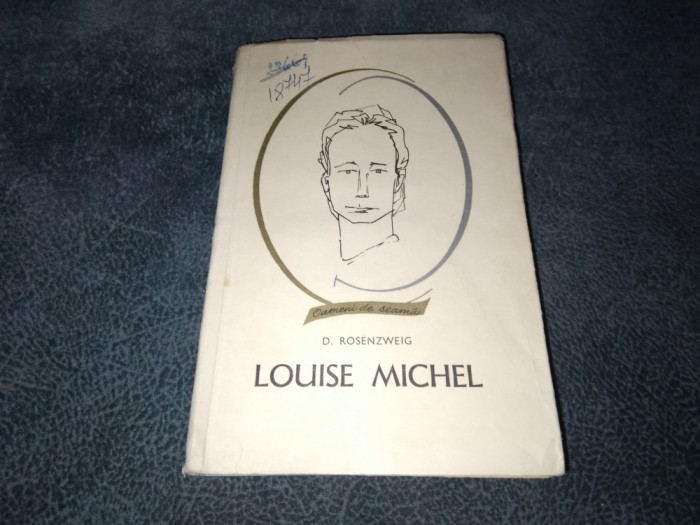 18747
Oameni de seamă
D. ROSENZWEIG
LOUISE MICHEL